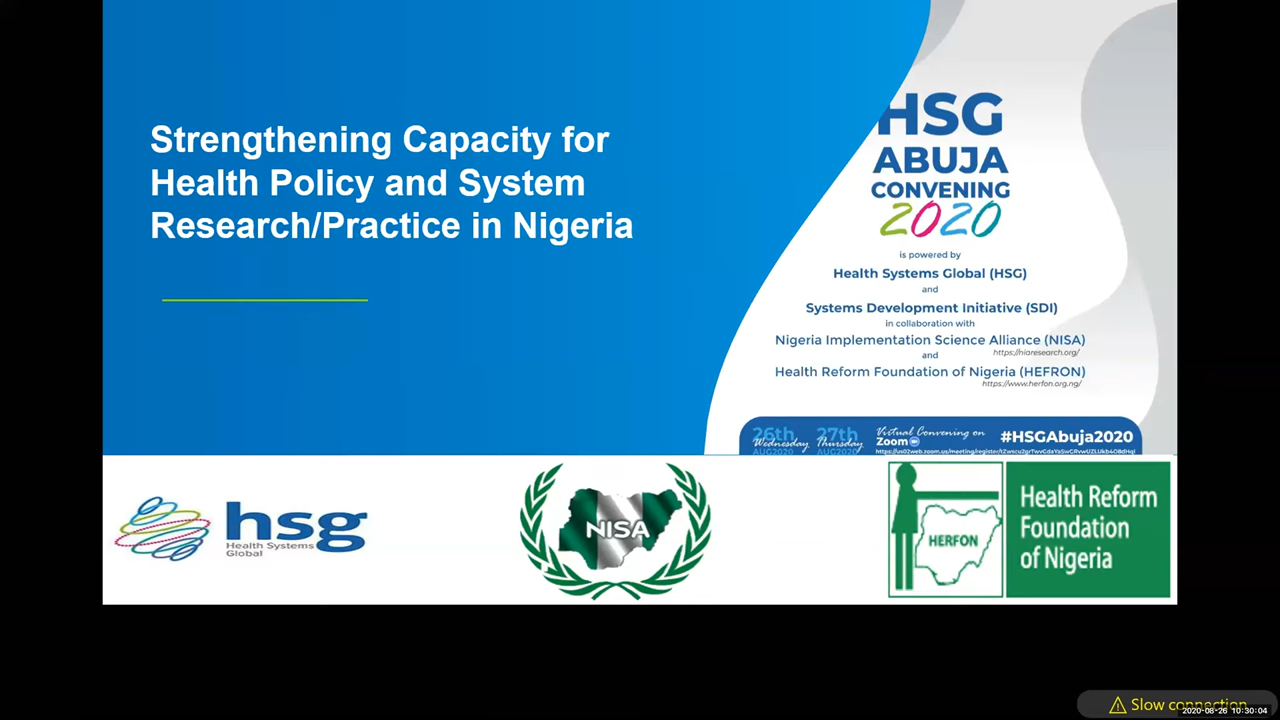 Strengthening Capacity for
Health Policy and System
Research/Practice in Nigeria
HSG
ABUJA
CONVENING
2020
is powered by
Health Systems Global (HSG)
and
Systems Development Initiative (SDI)
in collaboration with
Nigeria Implementation Science Alliance (NISA)
https://niaresearch.org/
and
Health Reform Foundation of Nigeria (HEFRON)
https://www.herfon.org.ng/
26th Wednesday AUG2020
27th Thursday AUG2020
Virtual Convening on
Zoom
#HSGAbuja2020
hsg
Health Systems
Global
NISA
HERFON
Health Reform
Foundation
of Nigeria
Slow connection
2020-08-26 10:30:04